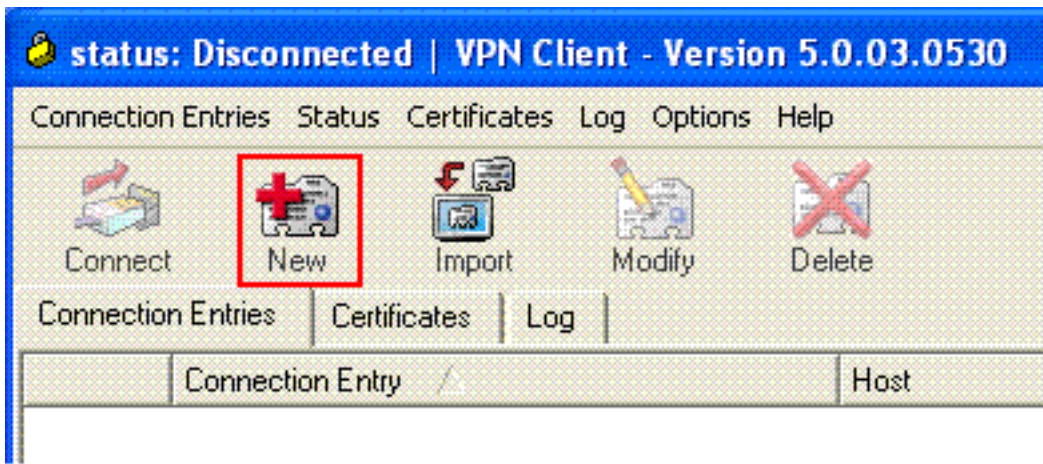 status: Disconnected | VPN Client - Version 5.0.03.0530
Connection Entries Status Certificates Log Options Help
Connect New Import Modify Delete
Connection Entries Certificates Log
Connection Entry Host